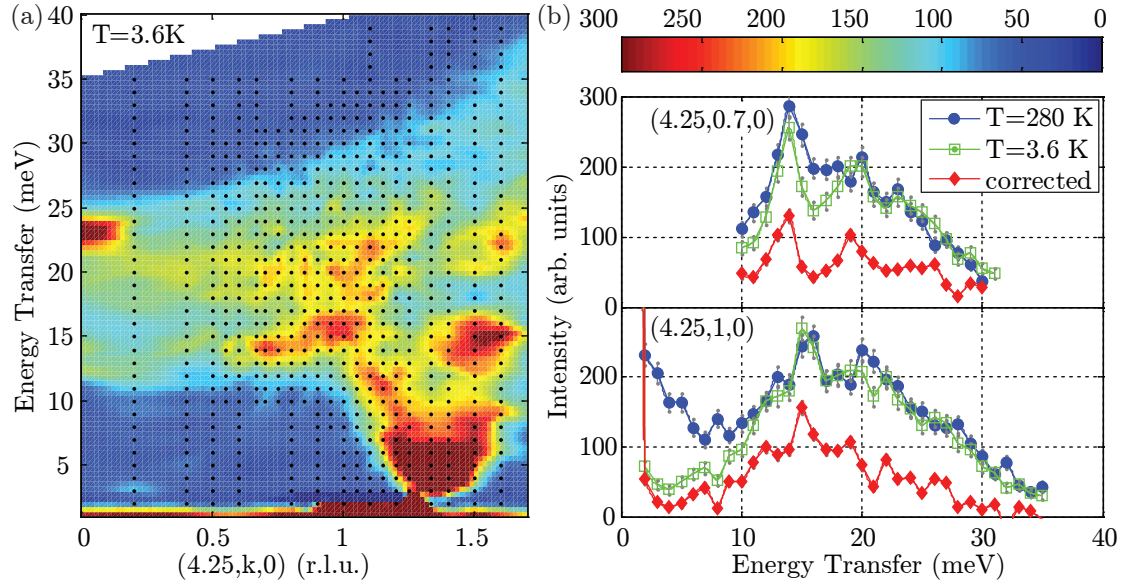 (a)
T=3.6K
Energy Transfer (meV)
40
35
30
25
20
15
10
5
0 0.5 1.0 1.5
(4.25,k,0) (r.l.u.)
(b)
300 250 200 150 100 50 0
Intensity (arb. units)
300
200
100
0
(4.25,0.7,0)
T=280 K
T=3.6 K
corrected
200
100
0
(4.25,1,0)
0 10 20 30 40
Energy Transfer (meV)